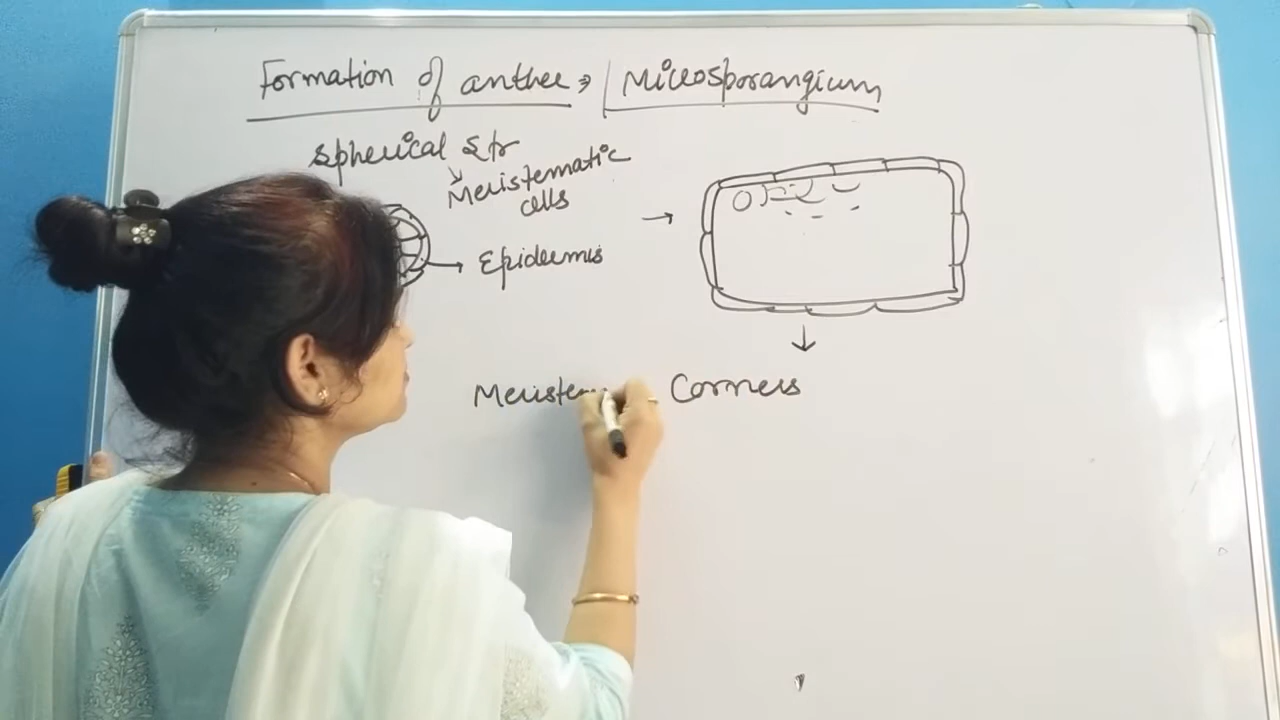 Formation of anther → Microsporangium
Spherical Str
Meristematic
cells
Epidermis
Meristem Corners